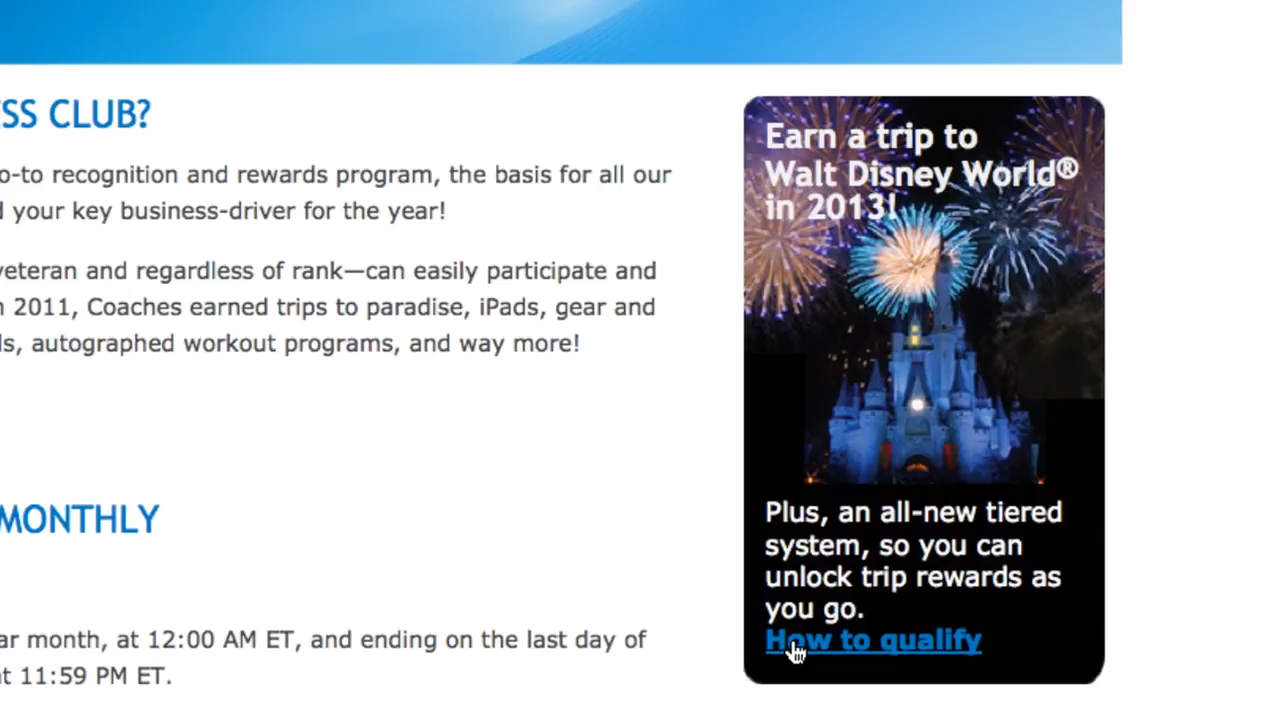 SS CLUB?
o-to recognition and rewards program, the basis for all our
your key business-driver for the year!
veteran and regardless of rank—can easily participate and
2011, Coaches earned trips to paradise, iPads, gear and
ls, autographed workout programs, and way more!
MONTHLY
ar month, at 12:00 AM ET, and ending on the last day of
at 11:59 PM ET.
Earn a trip to
Walt Disney World®
in 2013!
Plus, an all-new tiered
system, so you can
unlock trip rewards as
you go.
How to qualify